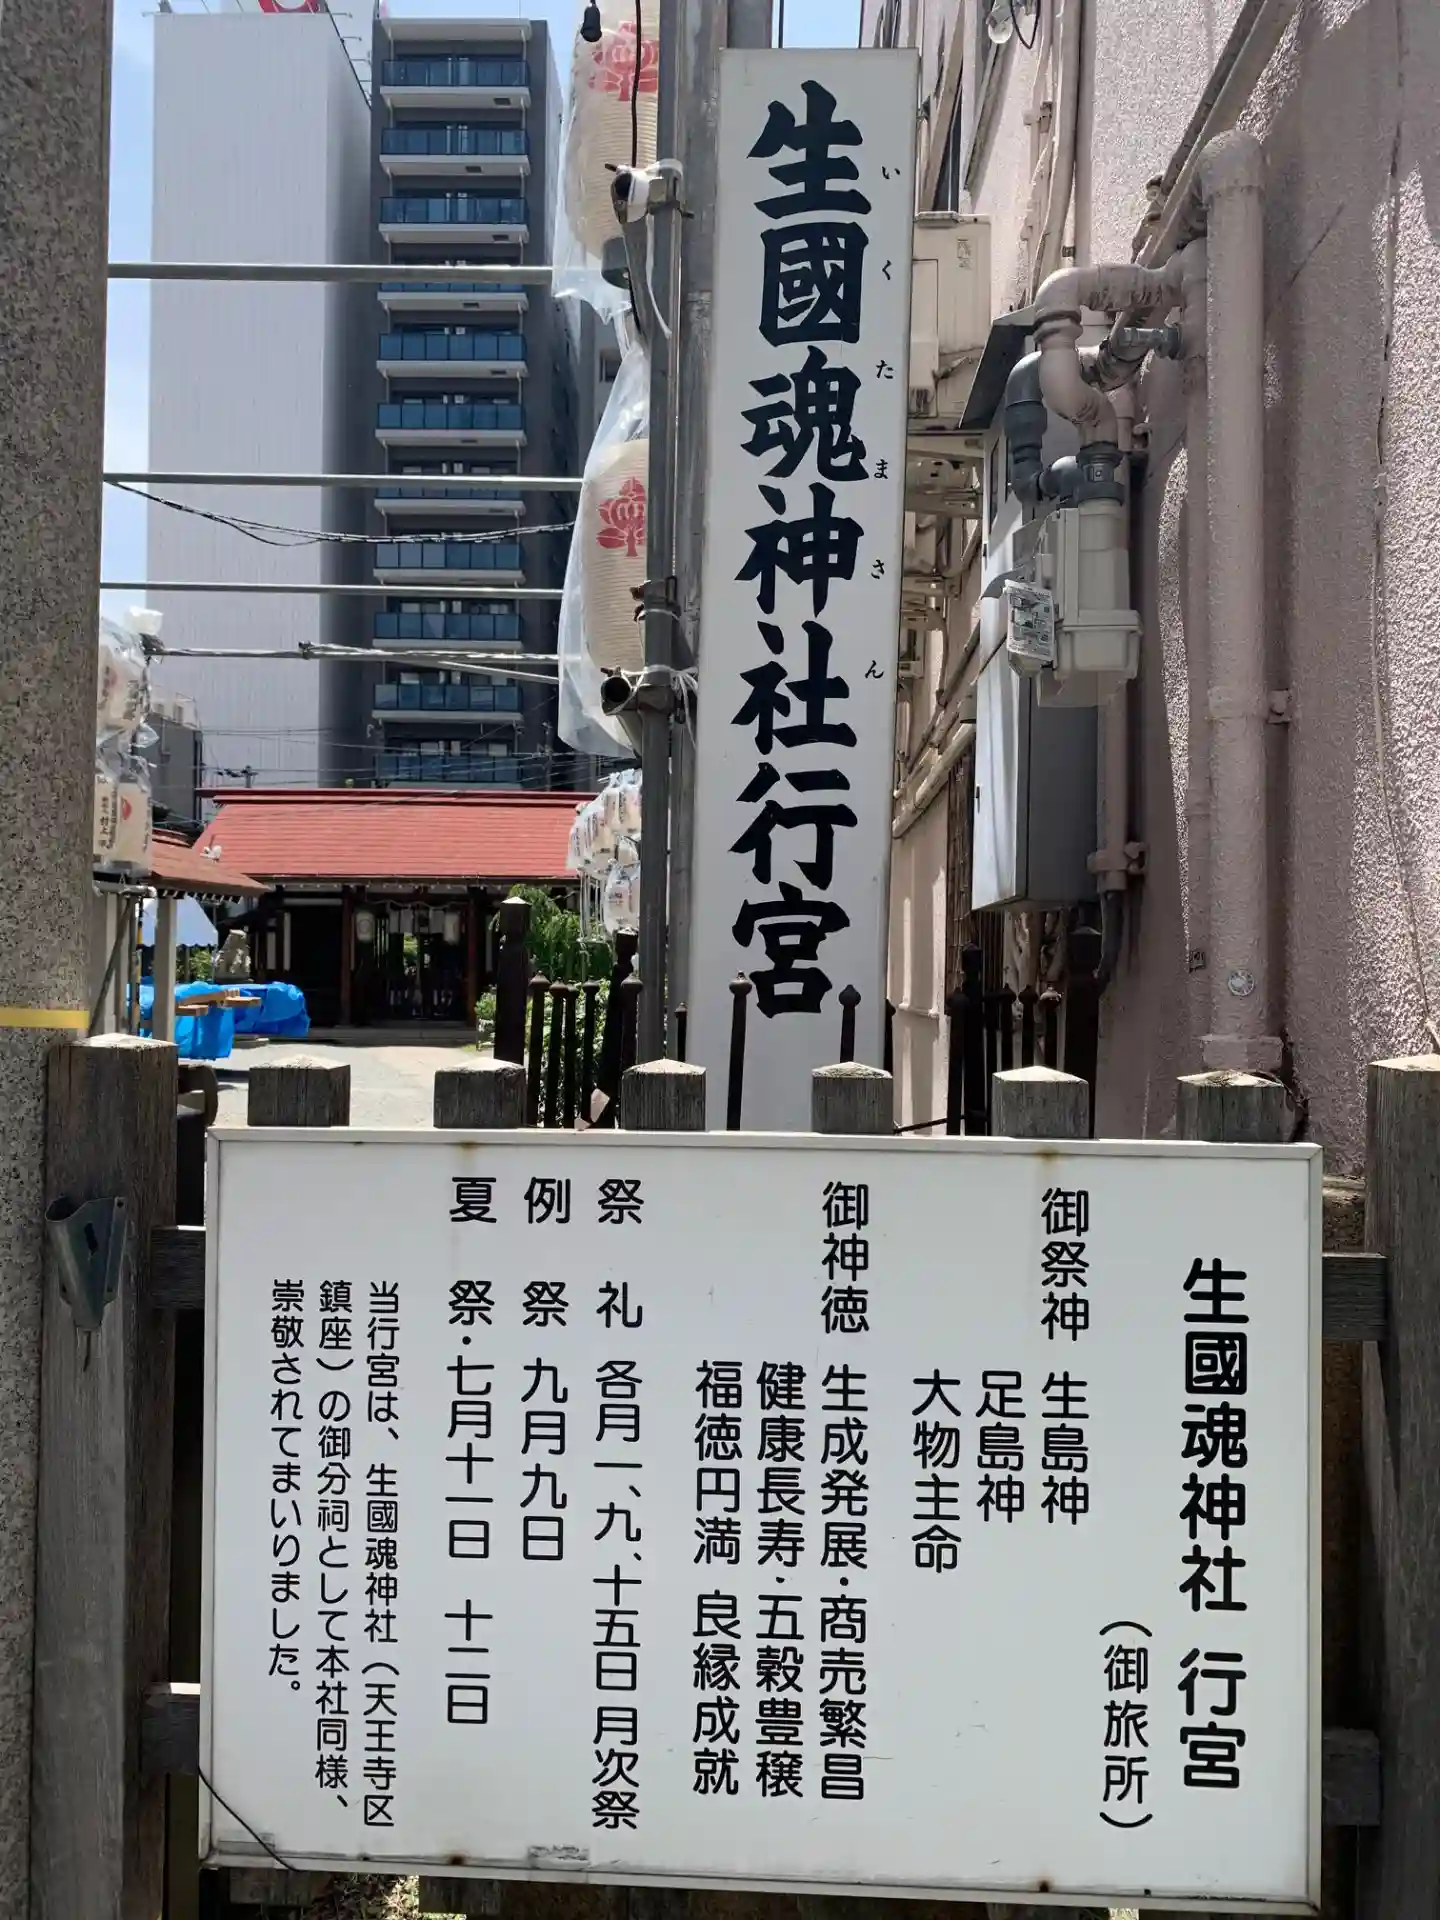 生國魂神社行宮
いくたまさん
生國魂神社 行宮
（御旅所）
御祭神 生島神
足島神
大物主命
御神徳 生成発展・商売繁昌
健康長寿・五穀豊穣
福徳円満 良縁成就
祭 礼 各月一、九、十五日 月次祭
例 祭 九月九日
夏 祭・七月十一日 十二日
当行宮は、生國魂神社（天王寺区
鎮座）の御分祠として本社同様、
崇敬されてまいりました。